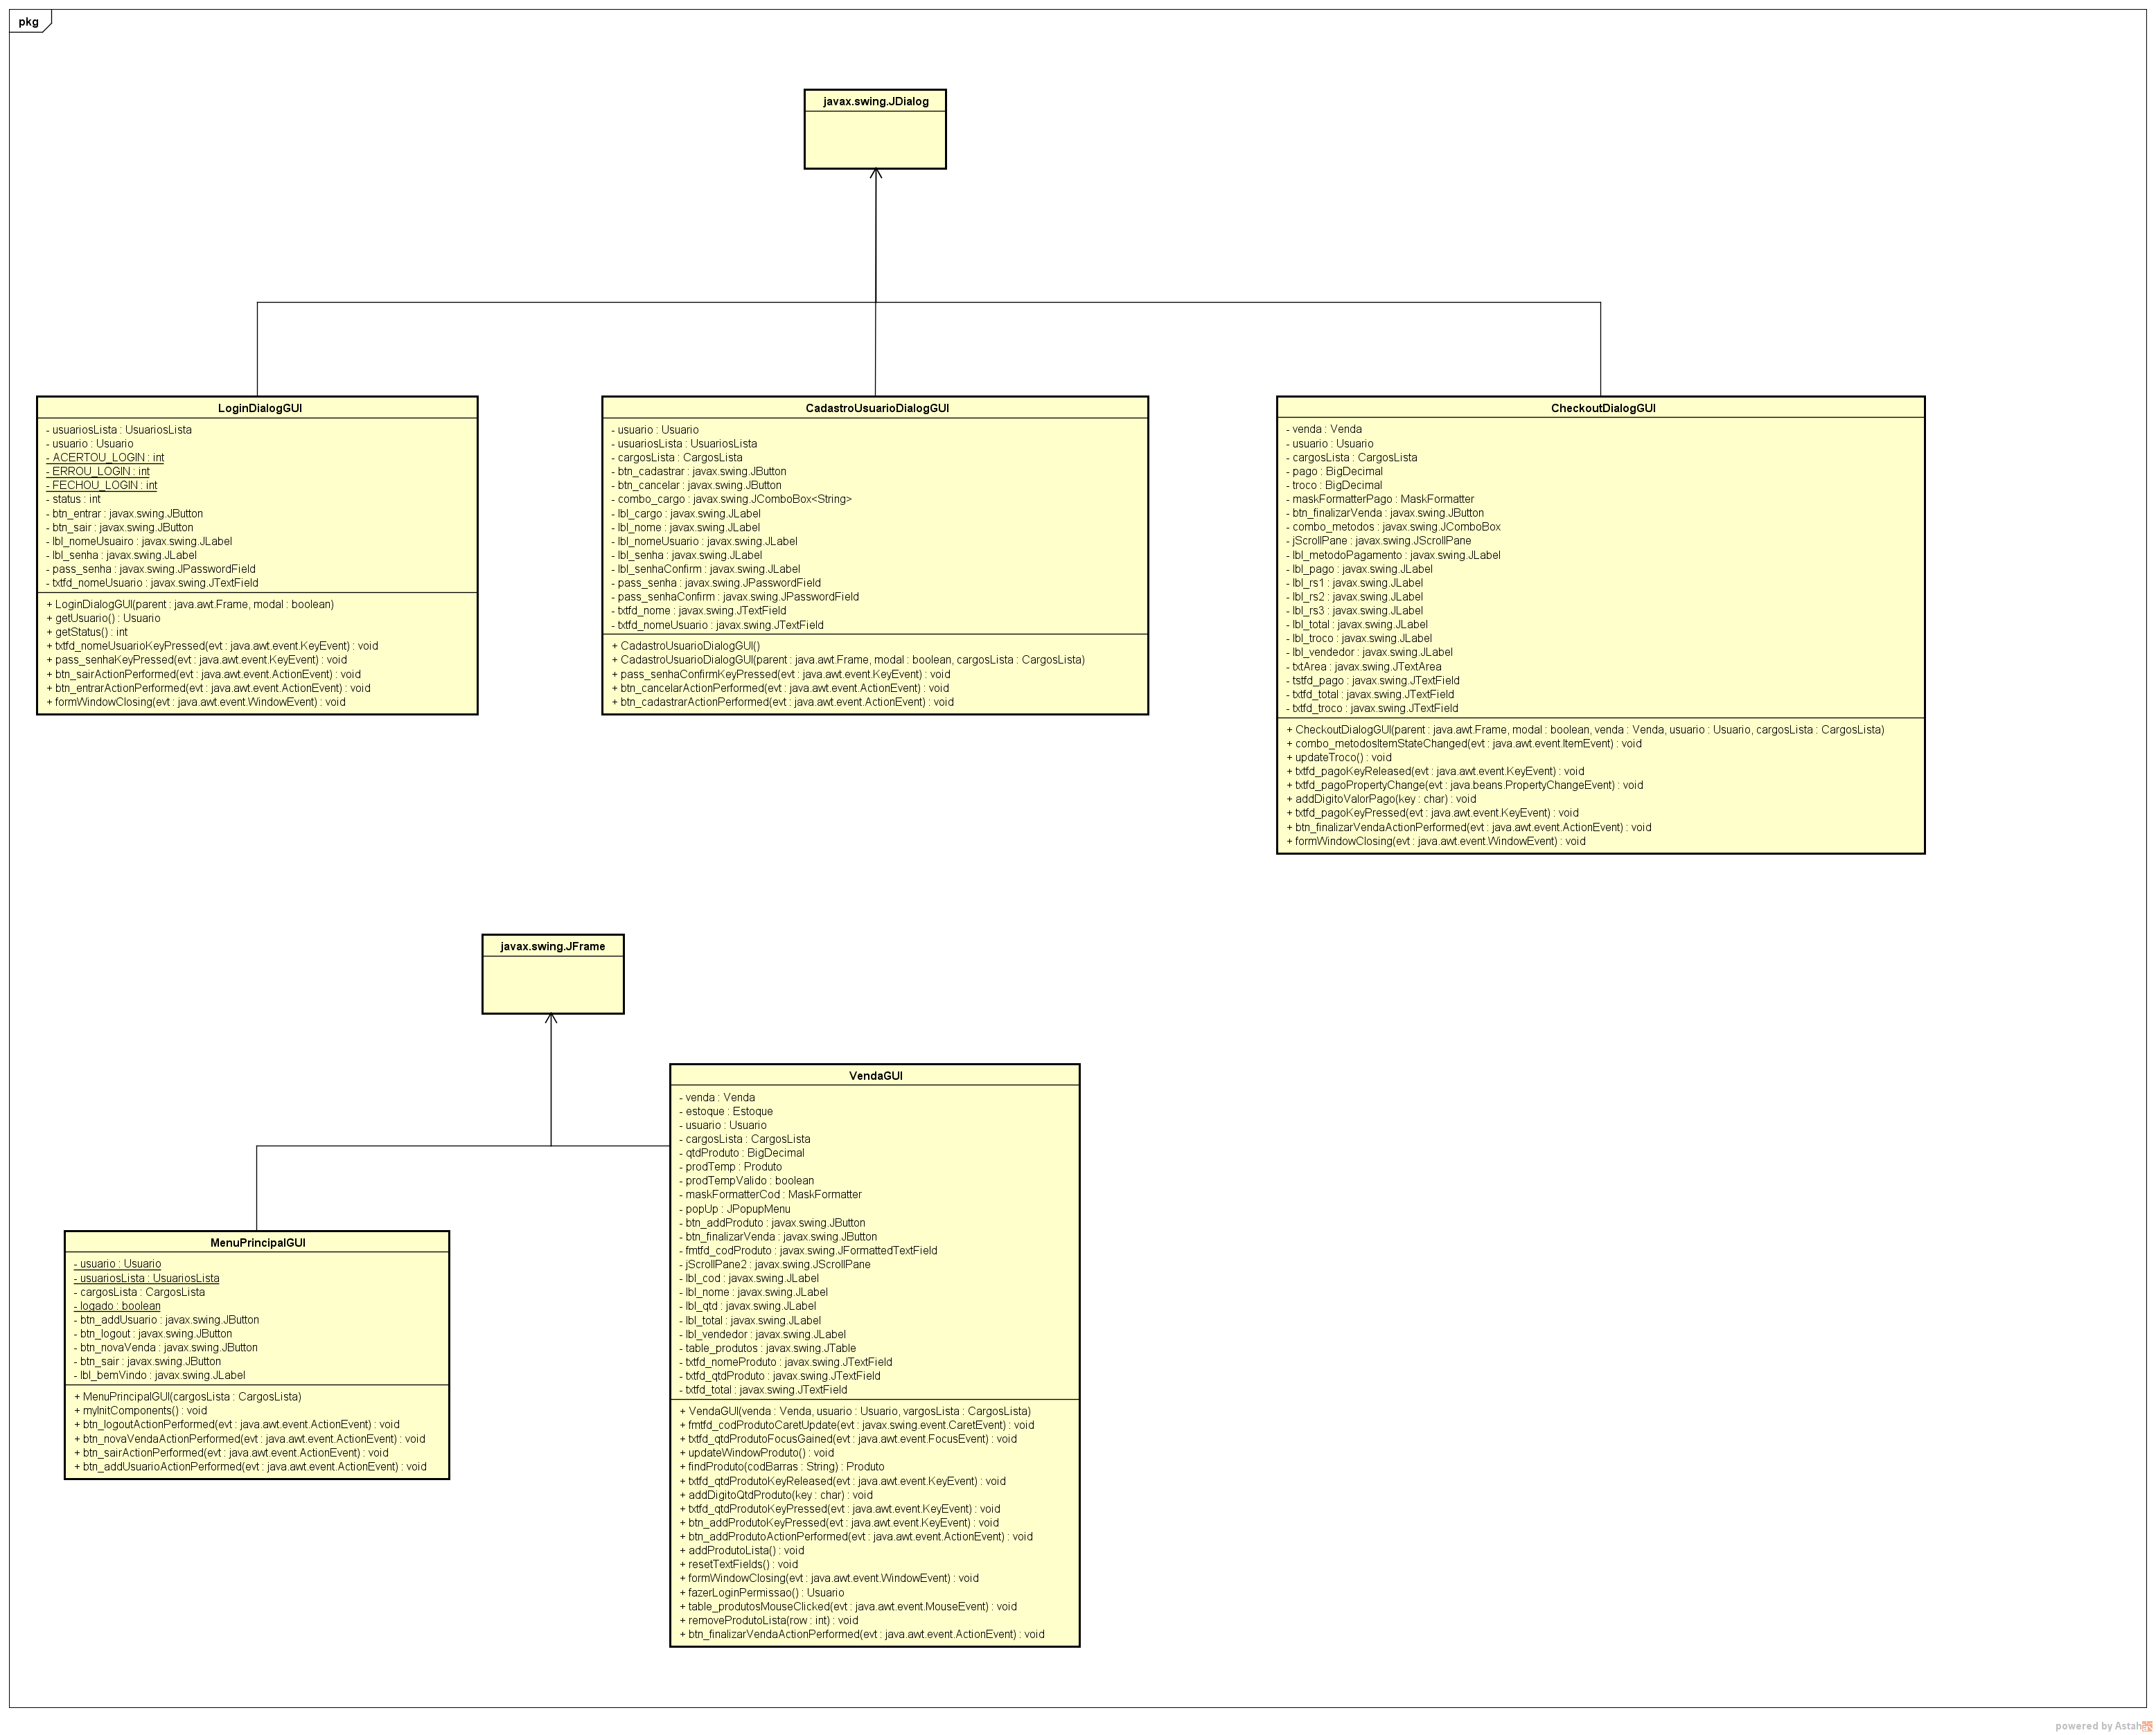 pkg
javax.swing.JDialog
LoginDialogGUI
- usuariosLista : UsuariosLista
- usuario : Usuario
- ACERTOU_LOGIN : int
- ERROU_LOGIN : int
- FECHOU_LOGIN : int
- status : int
- btn_entrar : javax.swing.JButton
- btn_sair : javax.swing.JButton
- lbl_nomeUsuairo : javax.swing.JLabel
- lbl_senha : javax.swing.JLabel
- pass_senha : javax.swing.JPasswordField
- txtfd_nomeUsuario : javax.swing.JTextField
+ LoginDialogGUI(parent : java.awt.Frame, modal : boolean)
+ getUsuario() : Usuario
+ getStatus() : int
+ txtfd_nomeUsuarioKeyPressed(evt : java.awt.event.KeyEvent) : void
+ pass_senhaKeyPressed(evt : java.awt.event.KeyEvent) : void
+ btn_sairActionPerformed(evt : java.awt.event.ActionEvent) : void
+ btn_entrarActionPerformed(evt : java.awt.event.ActionEvent) : void
+ formWindowClosing(evt : java.awt.event.WindowEvent) : void
CadastroUsuarioDialogGUI
- usuario : Usuario
- usuariosLista : UsuariosLista
- cargosLista : CargosLista
- btn_cadastrar : javax.swing.JButton
- btn_cancelar : javax.swing.JButton
- combo_cargo : javax.swing.JComboBox<String>
- lbl_cargo : javax.swing.JLabel
- lbl_nome : javax.swing.JLabel
- lbl_nomeUsuario : javax.swing.JLabel
- lbl_senha : javax.swing.JLabel
- lbl_senhaConfirm : javax.swing.JLabel
- pass_senha : javax.swing.JPasswordField
- pass_senhaConfirm : javax.swing.JPasswordField
- txtfd_nome : javax.swing.JTextField
- txtfd_nomeUsuario : javax.swing.JTextField
+ CadastroUsuarioDialogGUI()
+ CadastroUsuarioDialogGUI(parent : java.awt.Frame, modal : boolean, cargosLista : CargosLista)
+ pass_senhaConfirmKeyPressed(evt : java.awt.event.KeyEvent) : void
+ btn_cancelarActionPerformed(evt : java.awt.event.ActionEvent) : void
+ btn_cadastrarActionPerformed(evt : java.awt.event.ActionEvent) : void
CheckoutDialogGUI
- venda : Venda
- usuario : Usuario
- cargosLista : CargosLista
- pago : BigDecimal
- troco : BigDecimal
- maskFormatterPago : MaskFormatter
- btn_finalizarVenda : javax.swing.JButton
- combo_metodos : javax.swing.JComboBox
- jScrollPane : javax.swing.JScrollPane
- lbl_metodoPagamento : javax.swing.JLabel
- lbl_pago : javax.swing.JLabel
- lbl_rs1 : javax.swing.JLabel
- lbl_rs2 : javax.swing.JLabel
- lbl_rs3 : javax.swing.JLabel
- lbl_total : javax.swing.JLabel
- lbl_troco : javax.swing.JLabel
- lbl_vendedor : javax.swing.JLabel
- txtArea : javax.swing.JTextArea
- tstfd_pago : javax.swing.JTextField
- txtfd_total : javax.swing.JTextField
- txtfd_troco : javax.swing.JTextField
+ CheckoutDialogGUI(parent : java.awt.Frame, modal : boolean, venda : Venda, usuario : Usuario, cargosLista : CargosLista)
+ combo_metodosItemStateChanged(evt : java.awt.event.ItemEvent) : void
+ updateTroco() : void
+ txtfd_pagoKeyReleased(evt : java.awt.event.KeyEvent) : void
+ txtfd_pagoPropertyChange(evt : java.beans.PropertyChangeEvent) : void
+ addDigitoValorPago(key : char) : void
+ txtfd_pagoKeyPressed(evt : java.awt.event.KeyEvent) : void
+ btn_finalizarVendaActionPerformed(evt : java.awt.event.ActionEvent) : void
+ formWindowClosing(evt : java.awt.event.WindowEvent) : void
javax.swing.JFrame
MenuPrincipalGUI
- usuario : Usuario
- usuariosLista : UsuariosLista
- cargosLista : CargosLista
- logado : boolean
- btn_addUsuario : javax.swing.JButton
- btn_logout : javax.swing.JButton
- btn_novaVenda : javax.swing.JButton
- btn_sair : javax.swing.JButton
- lbl_bemVindo : javax.swing.JLabel
+ MenuPrincipalGUI(cargosLista : CargosLista)
+ myInitComponents() : void
+ btn_logoutActionPerformed(evt : java.awt.event.ActionEvent) : void
+ btn_novaVendaActionPerformed(evt : java.awt.event.ActionEvent) : void
+ btn_sairActionPerformed(evt : java.awt.event.ActionEvent) : void
+ btn_addUsuarioActionPerformed(evt : java.awt.event.ActionEvent) : void
VendaGUI
- venda : Venda
- estoque : Estoque
- usuario : Usuario
- cargosLista : CargosLista
- qtdProduto : BigDecimal
- prodTemp : Produto
- prodTempValido : boolean
- maskFormatterCod : MaskFormatter
- popUp : JPopupMenu
- btn_addProduto : javax.swing.JButton
- btn_finalizarVenda : javax.swing.JButton
- fmtfd_codProduto : javax.swing.JFormattedTextField
- jScrollPane2 : javax.swing.JScrollPane
- lbl_cod : javax.swing.JLabel
- lbl_nome : javax.swing.JLabel
- lbl_qtd : javax.swing.JLabel
- lbl_total : javax.swing.JLabel
- lbl_vendedor : javax.swing.JLabel
- table_produtos : javax.swing.JTable
- txtfd_nomeProduto : javax.swing.JTextField
- txtfd_qtdProduto : javax.swing.JTextField
- txtfd_total : javax.swing.JTextField
+ VendaGUI(venda : Venda, usuario : Usuario, vargosLista : CargosLista)
+ fmtfd_codProdutoCaretUpdate(evt : javax.swing.event.CaretEvent) : void
+ txtfd_qtdProdutoFocusGained(evt : java.awt.event.FocusEvent) : void
+ updateWindowProduto() : void
+ findProduto(codBarras : String) : Produto
+ txtfd_qtdProdutoKeyReleased(evt : java.awt.event.KeyEvent) : void
+ addDigitoQtdProduto(key : char) : void
+ txtfd_qtdProdutoKeyPressed(evt : java.awt.event.KeyEvent) : void
+ btn_addProdutoKeyPressed(evt : java.awt.event.KeyEvent) : void
+ btn_addProdutoActionPerformed(evt : java.awt.event.ActionEvent) : void
+ addProdutoLista() : void
+ resetTextFields() : void
+ formWindowClosing(evt : java.awt.event.WindowEvent) : void
+ fazerLoginPermissao() : Usuario
+ table_produtosMouseClicked(evt : java.awt.event.MouseEvent) : void
+ removeProdutoLista(row : int) : void
+ btn_finalizarVendaActionPerformed(evt : java.awt.event.ActionEvent) : void
powered by Astah